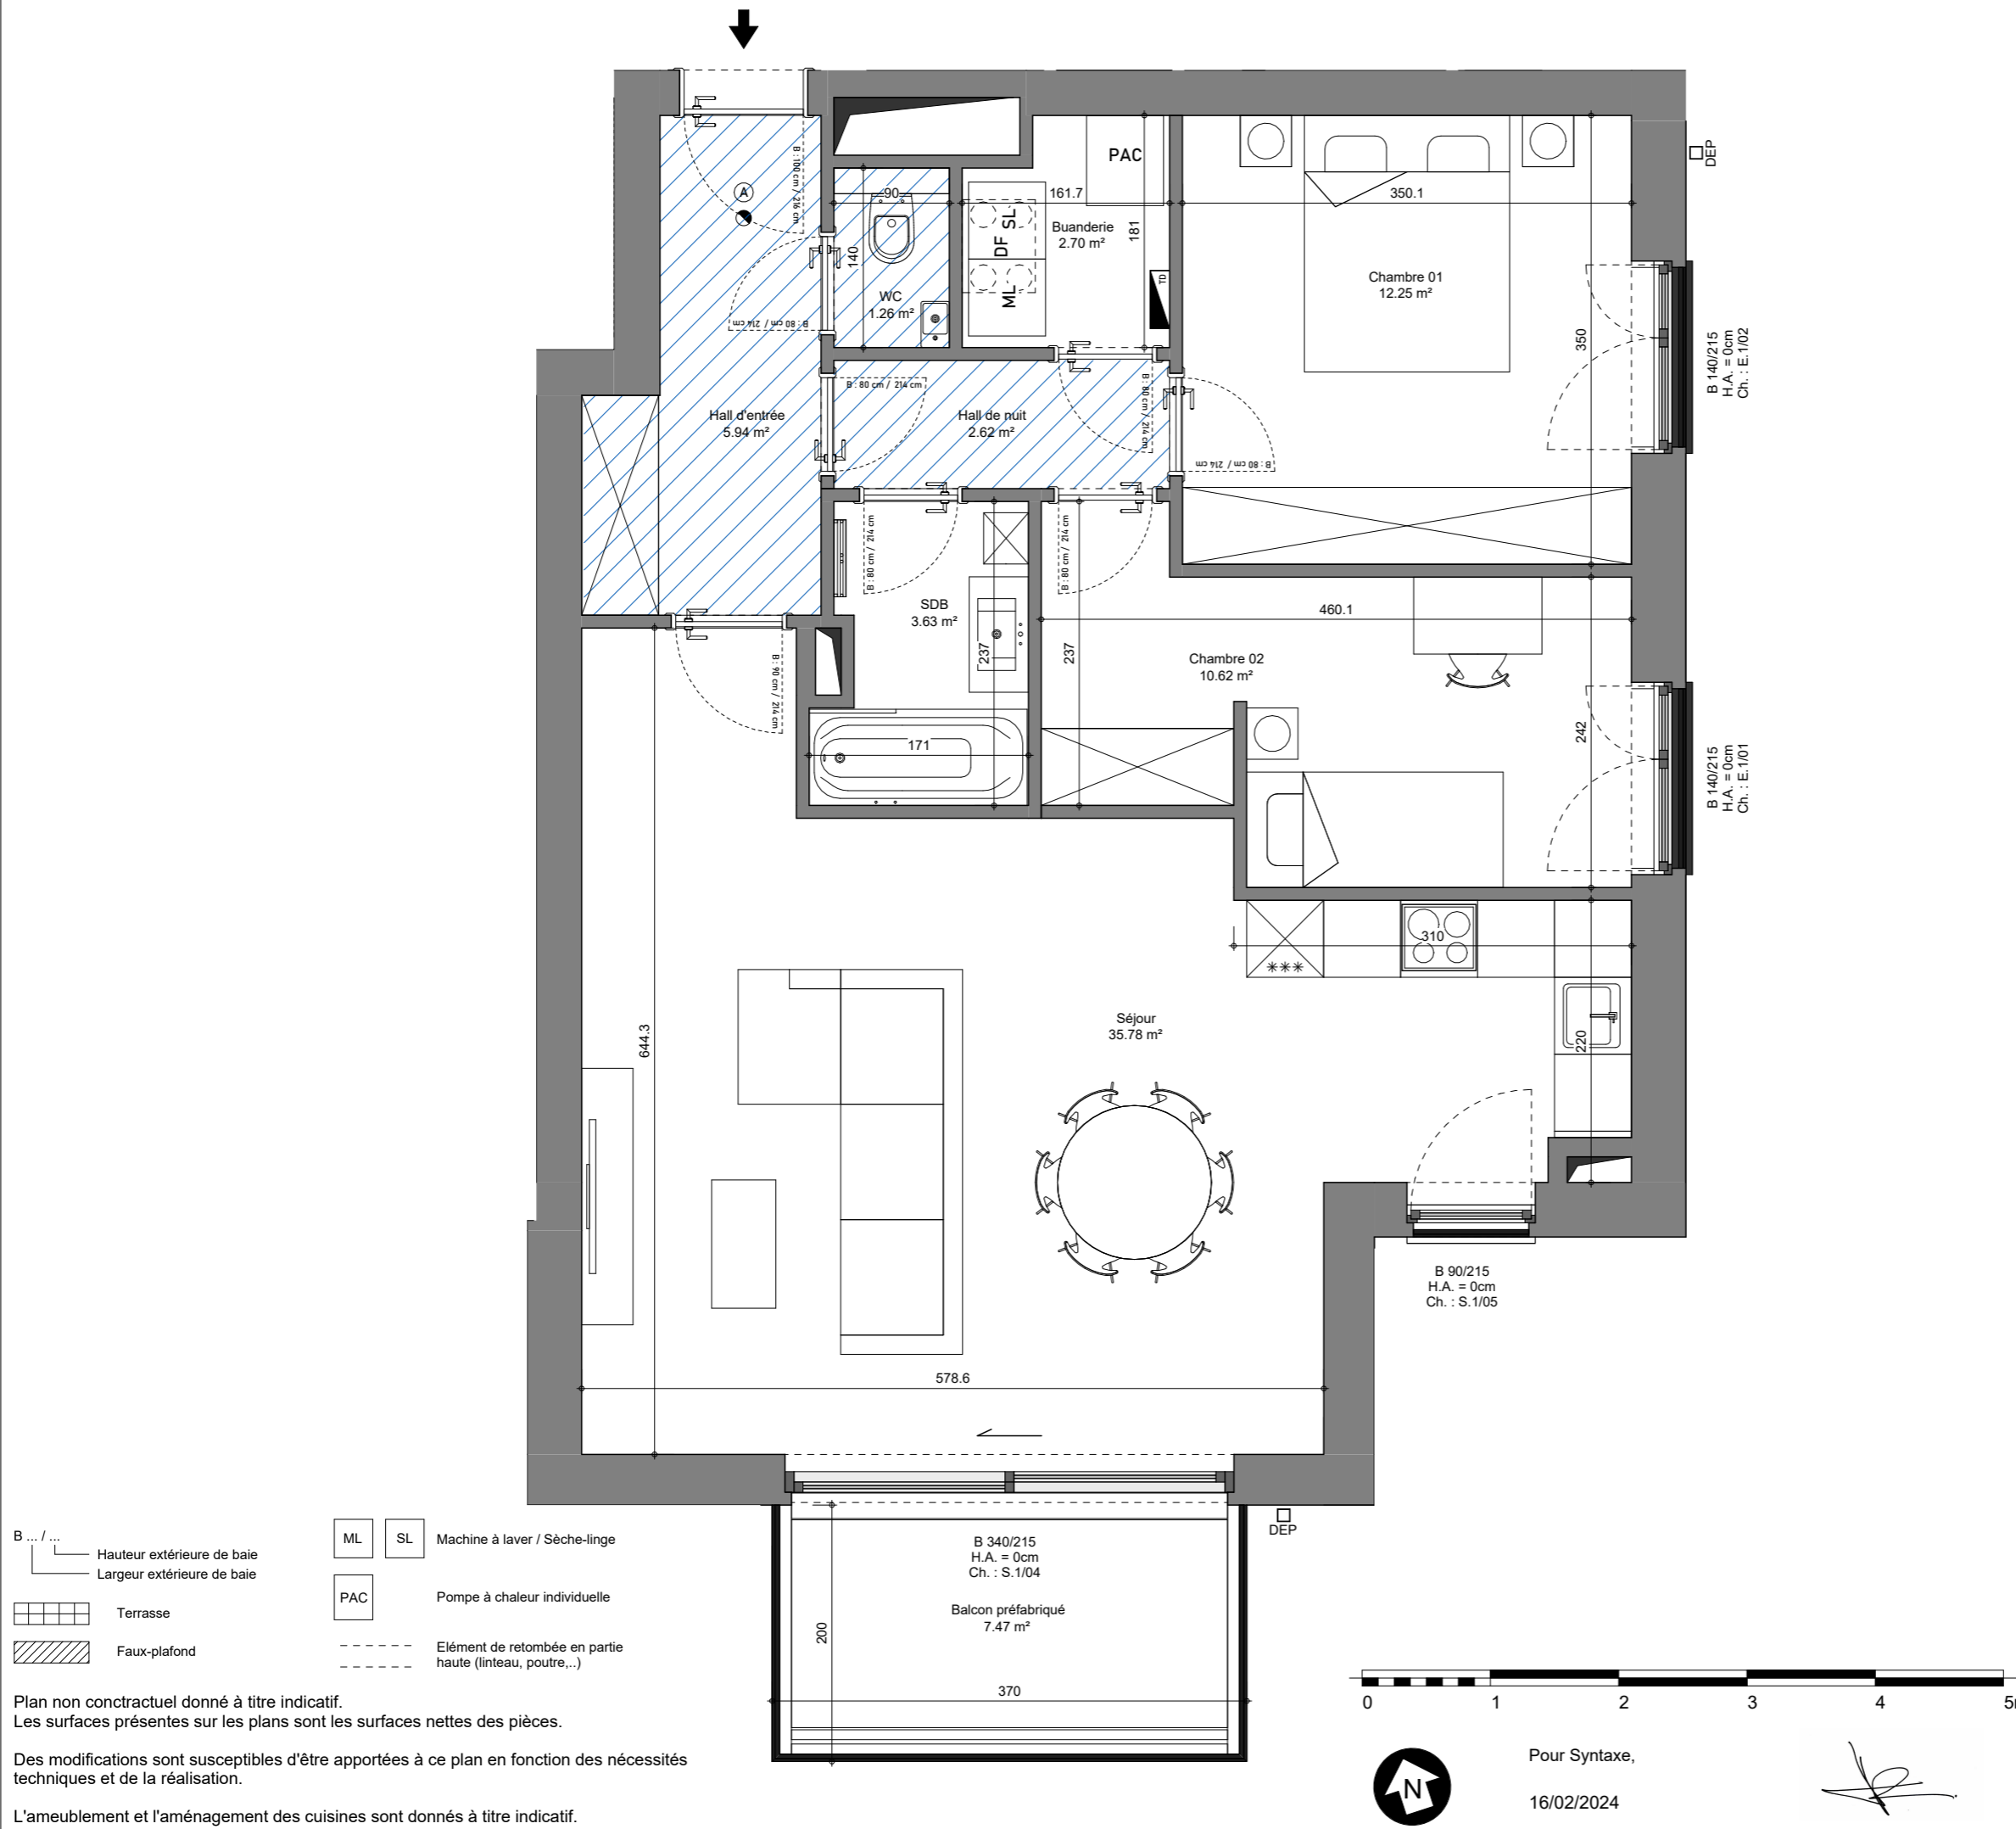 B : 100 cm / 216 cm
A
PAC
90
161.7
350.1
SL
DF
ML
Buanderie
2.70 m²
181
140
TD
WC
1.26 m²
Chambre 01
12.25 m²
350
DEP
B : 80 cm / 214 cm
B : 80 cm / 214 cm
B : 80 cm / 214 cm
B : 80 cm / 214 cm
Hall d'entrée
5.94 m²
Hall de nuit
2.62 m²
B 140/215
H.A. = 0cm
Ch. : E.1/02
B : 80 cm / 214 cm
B : 80 cm / 214 cm
SDB
3.63 m²
237
237
460.1
Chambre 02
10.62 m²
B : 90 cm / 214 cm
171
242
B 140/215
H.A. = 0cm
Ch. : E.1/01
310
***
220
644.3
Séjour
35.78 m²
B 90/215
H.A. = 0cm
Ch. : S.1/05
578.6
DEP
B 340/215
H.A. = 0cm
Ch. : S.1/04
Balcon préfabriqué
7.47 m²
200
370
B ... / ...
Hauteur extérieure de baie
Largeur extérieure de baie
Terrasse
Faux-plafond
ML SL Machine à laver / Sèche-linge
PAC Pompe à chaleur individuelle
Elément de retombée en partie
haute (linteau, poutre,..)
Plan non conctractuel donné à titre indicatif.
Les surfaces présentes sur les plans sont les surfaces nettes des pièces.
Des modifications sont susceptibles d'être apportées à ce plan en fonction des nécessités
techniques et de la réalisation.
L'ameublement et l'aménagement des cuisines sont donnés à titre indicatif.
0 1 2 3 4 5
N
Pour Syntaxe,
16/02/2024